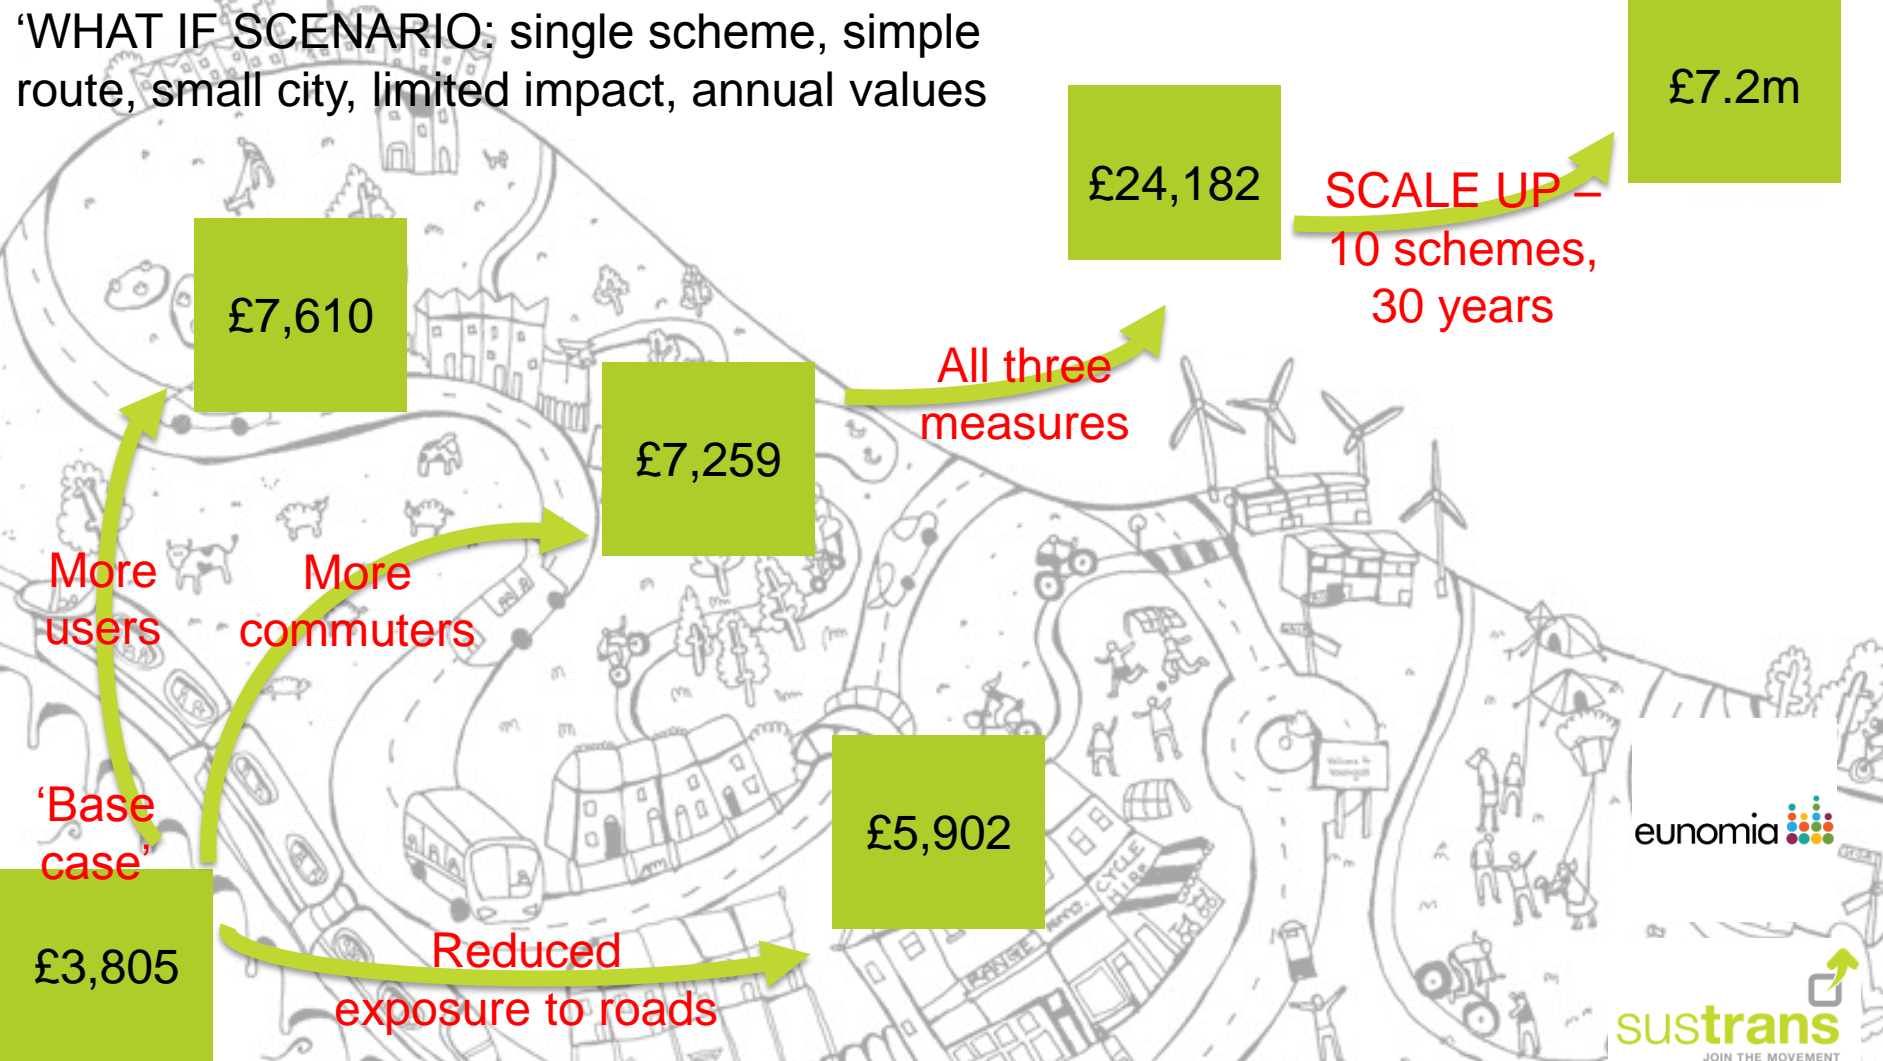 ‘WHAT IF SCENARIO: single scheme, simple
route, small city, limited impact, annual values
£7.2m
£24,182
SCALE UP –
10 schemes,
30 years
£7,610
All three
measures
£7,259
More
users
More
commuters
‘Base
case’
£3,805
£5,902
Reduced
exposure to roads
CYCLE
HIRE
eunomia
sustrans
JOIN THE MOVEMENT